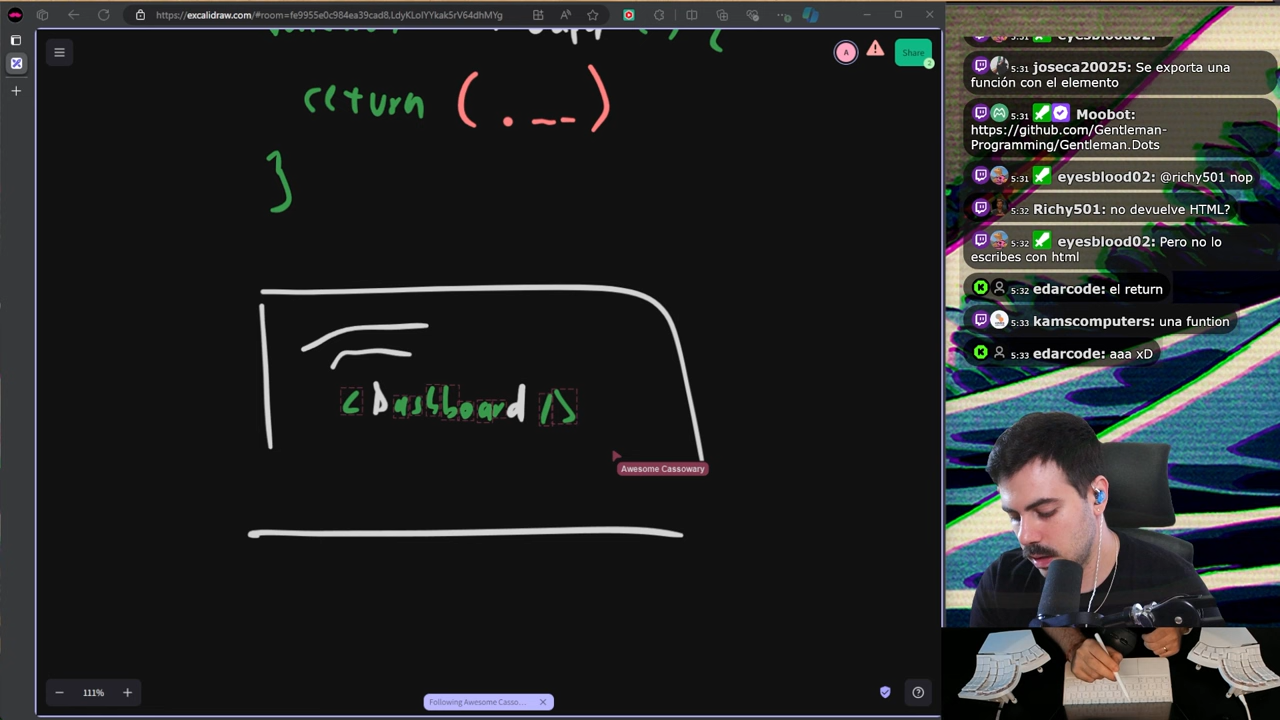 https://excalidraw.com/#room=fe9955e0c984ea39cad8,LdyKLoIYYkak5rV64dhMYg
Share
2
A
return ( . _ _ )
}
< Dashboard />
Awesome Cassowary
111%
Following Awesome Casso...
eyesblood02:
5:31 joseca20025: Se exporta una
función con el elemento
5:31 Moobot:
https://github.com/Gentleman-
Programming/Gentleman.Dots
5:31 eyesblood02: @richy501 nop
5:32 Richy501: no devuelve HTML?
5:32 eyesblood02: Pero no lo
escribes con html
5:32 edarcode: el return
5:33 kamscomputers: una funtion
5:33 edarcode: aaa xD